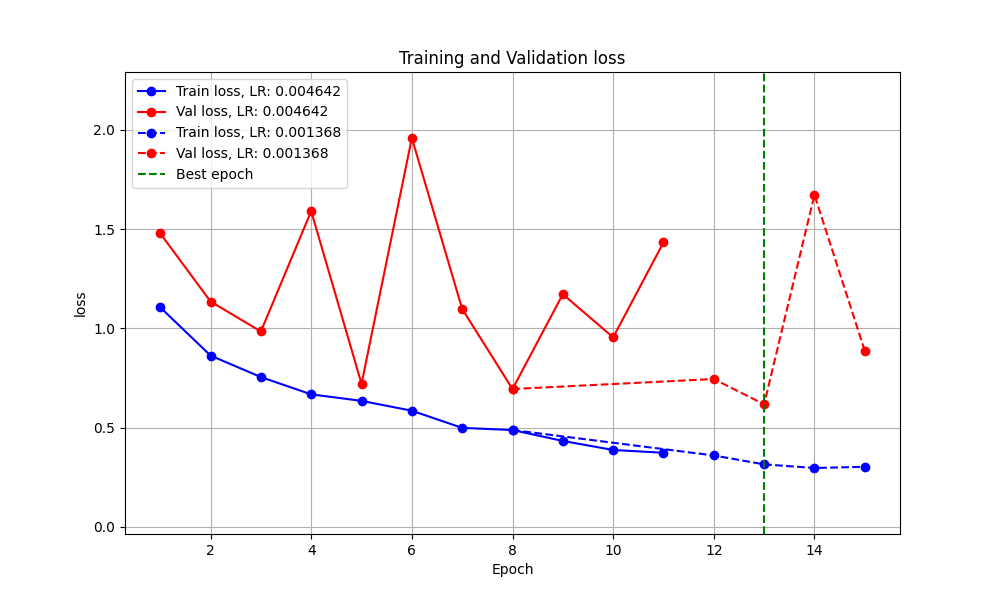 Training and Validation loss
Train loss, LR: 0.004642
Val loss, LR: 0.004642
Train loss, LR: 0.001368
Val loss, LR: 0.001368
Best epoch
loss
2.0
1.5
1.0
0.5
0.0
2 4 6 8 10 12 14
Epoch